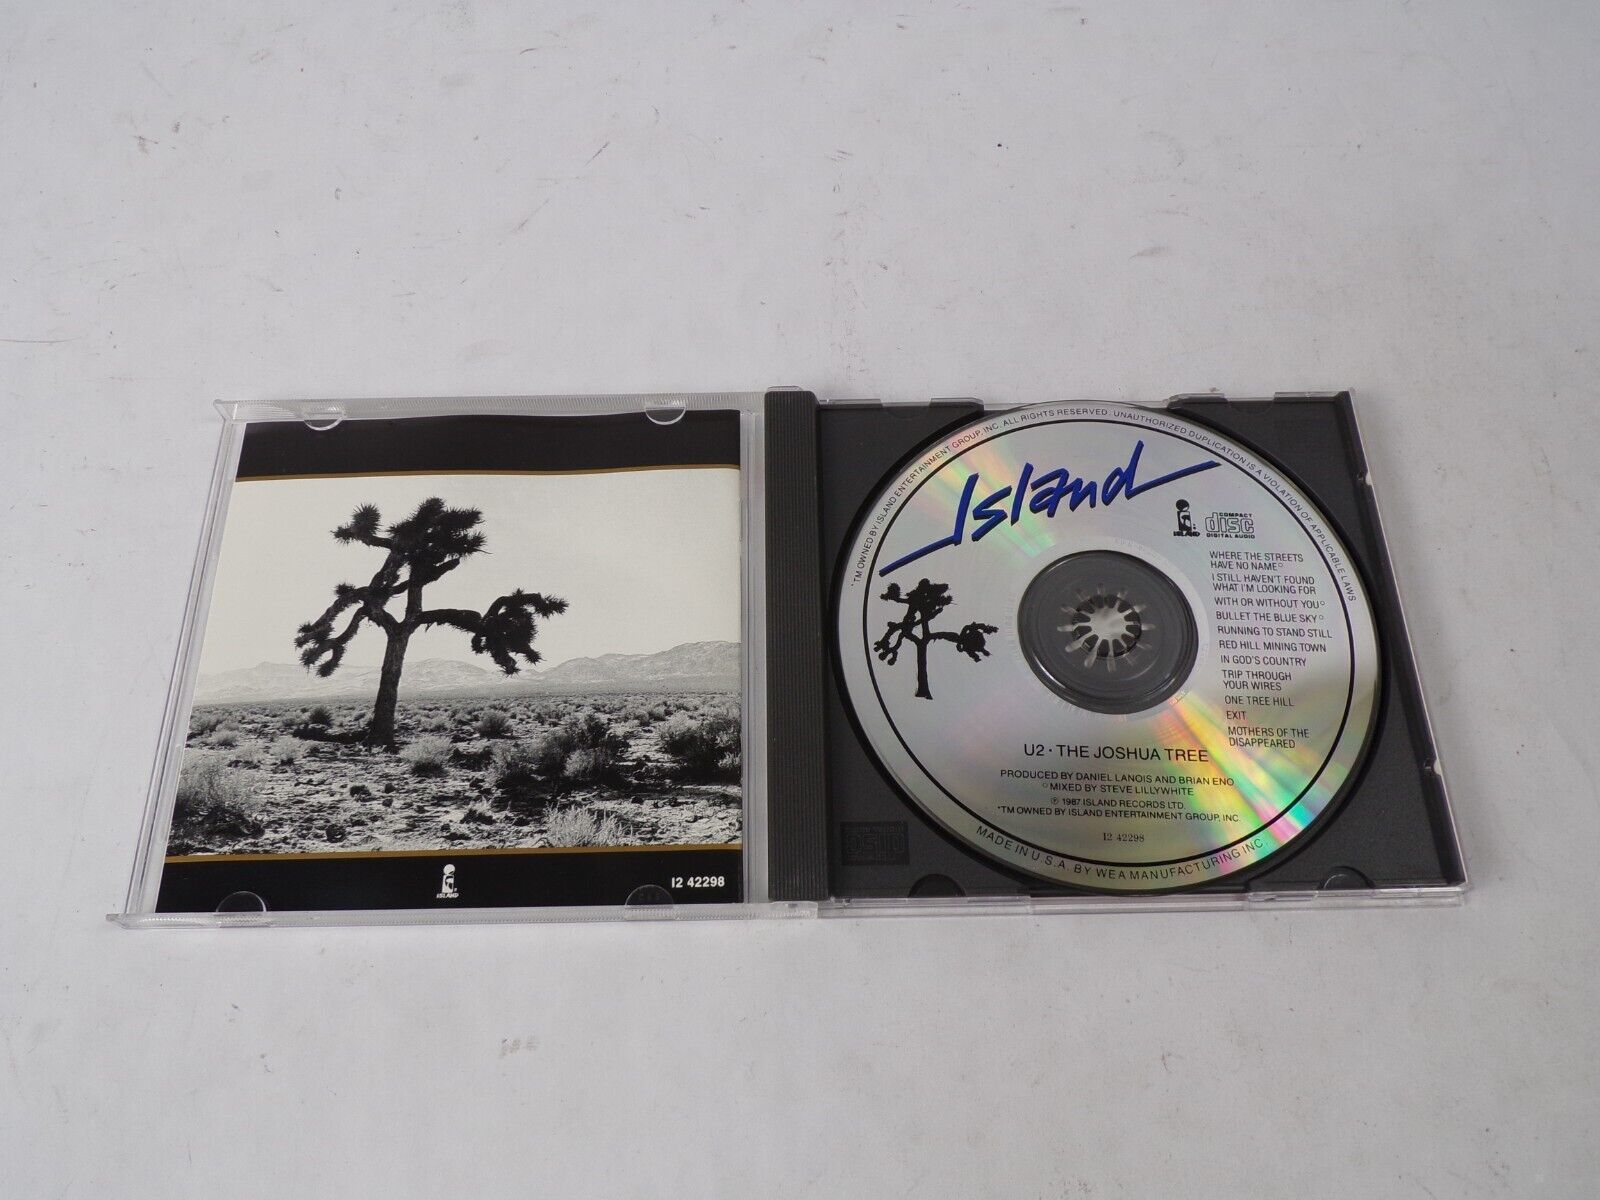 ISLAND
I2 42298
*TM OWNED BY ISLAND ENTERTAINMENT GROUP, INC. ALL RIGHTS RESERVED. UNAUTHORIZED DUPLICATION IS A VIOLATION OF APPLICABLE LAWS
Island
ISLAND
COMPACT
disc
DIGITAL AUDIO
WHERE THE STREETS
HAVE NO NAME°
I STILL HAVEN'T FOUND
WHAT I'M LOOKING FOR
WITH OR WITHOUT YOU°
BULLET THE BLUE SKY°
RUNNING TO STAND STILL
RED HILL MINING TOWN
IN GOD'S COUNTRY
TRIP THROUGH
YOUR WIRES
ONE TREE HILL
EXIT
MOTHERS OF THE
DISAPPEARED
U2 · THE JOSHUA TREE
PRODUCED BY DANIEL LANOIS AND BRIAN ENO
°MIXED BY STEVE LILLYWHITE
℗ 1987 ISLAND RECORDS LTD.
*TM OWNED BY ISLAND ENTERTAINMENT GROUP, INC.
I2 42298
MADE IN U.S.A. BY WEA MANUFACTURING INC.